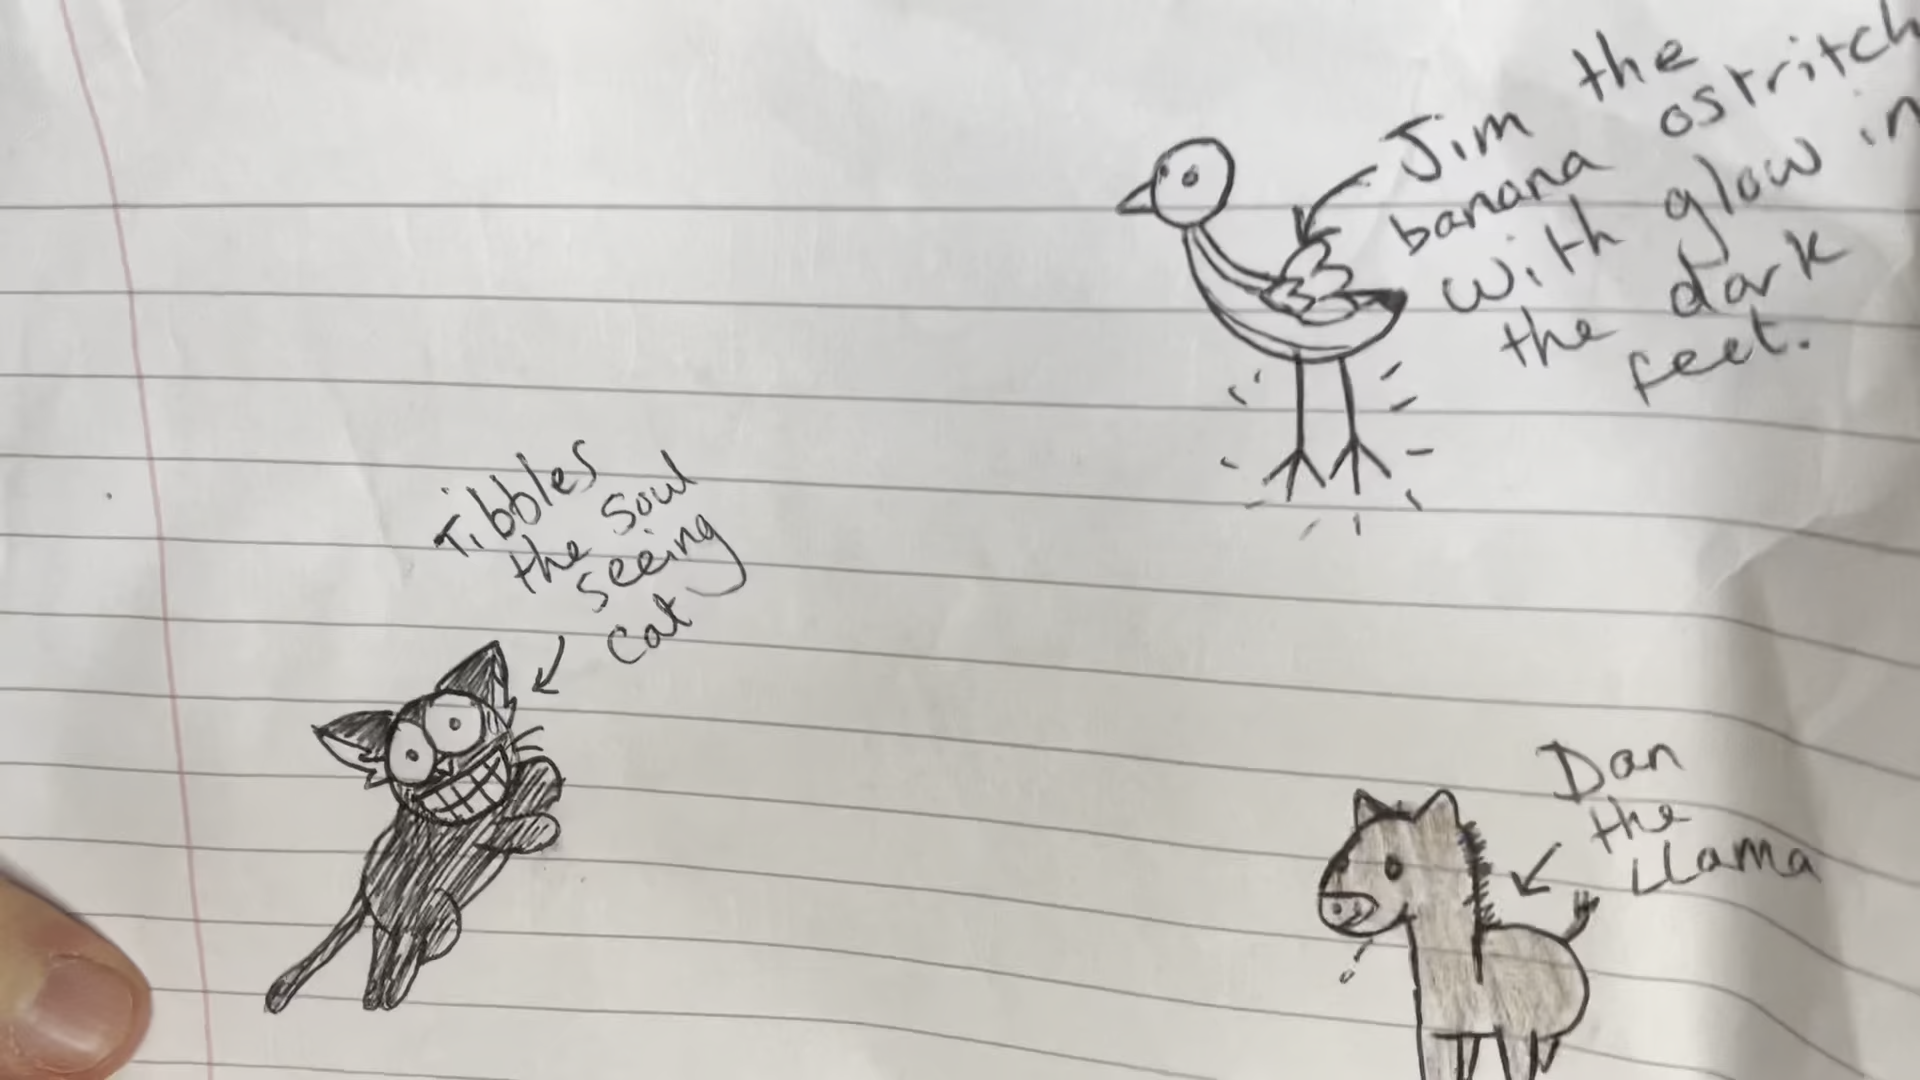 Jim the
banana ostritch
with glow in
the dark
feet.
Tibbles
the soul
seeing
cat
Dan
the
Llama